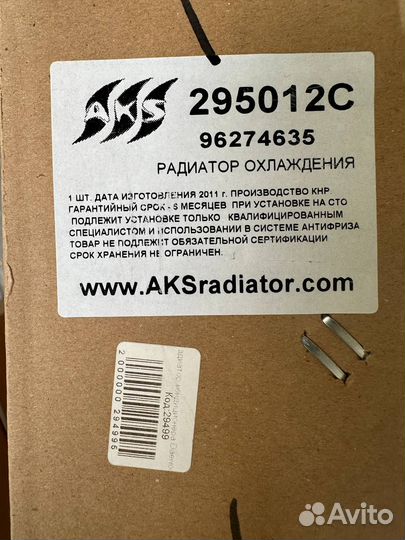 AKS 295012C
96274635
РАДИАТОР ОХЛАЖДЕНИЯ
1 ШТ. ДАТА ИЗГОТОВЛЕНИЯ 2011 г. ПРОИЗВОДСТВО КНР.
ГАРАНТИЙНЫЙ СРОК - 6 МЕСЯЦЕВ ПРИ УСТАНОВКЕ НА СТО
ПОДЛЕЖИТ УСТАНОВКЕ ТОЛЬКО КВАЛИФИЦИРОВАННЫМ
СПЕЦИАЛИСТОМ И ИСПОЛЬЗОВАНИИ В СИСТЕМЕ АНТИФРИЗА
ТОВАР НЕ ПОДЛЕЖИТ ОБЯЗАТЕЛЬНОЙ СЕРТИФИКАЦИИ
СРОК ХРАНЕНИЯ НЕ ОГРАНИЧЕН.
www.AKSradiator.com
Код:29499
2 000000 294996
Avito